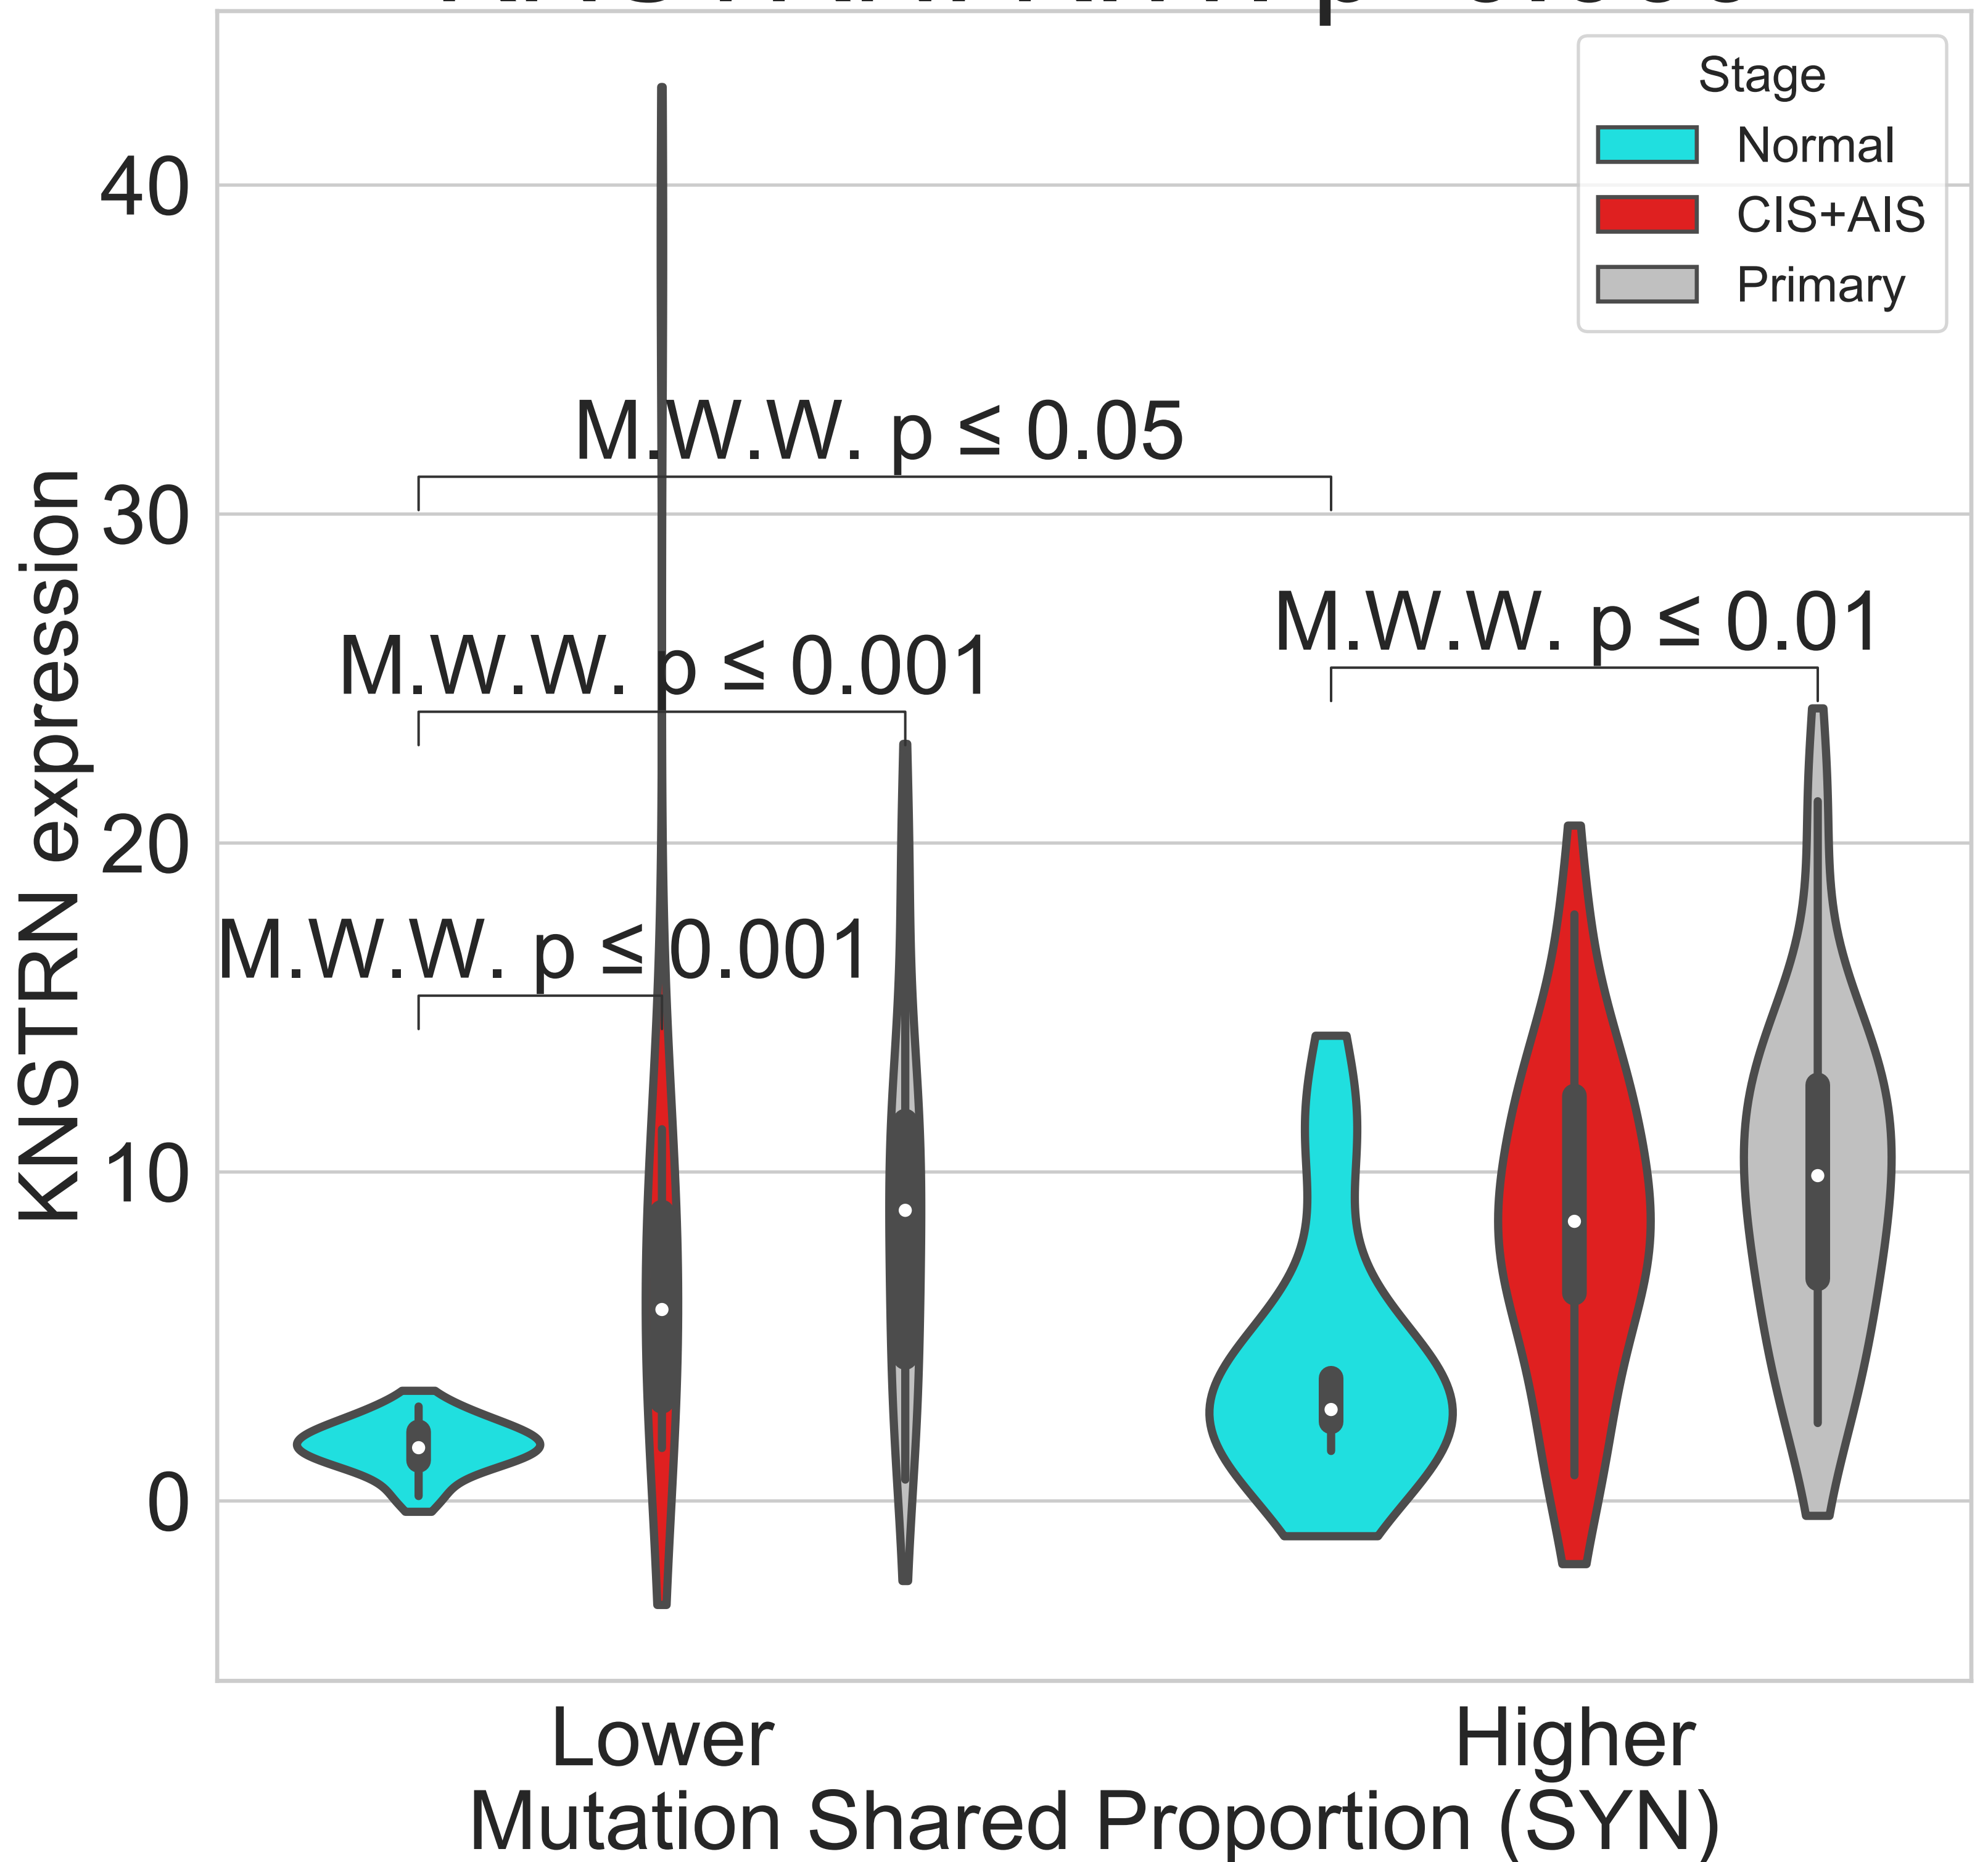 Stage
Normal
CIS+AIS
Primary
40
30
20
10
0
KNSTRN expression
M.W.W. p ≤ 0.05
M.W.W. p ≤ 0.01
M.W.W. p ≤ 0.001
M.W.W. p ≤ 0.001
Lower
Higher
Mutation Shared Proportion (SYN)